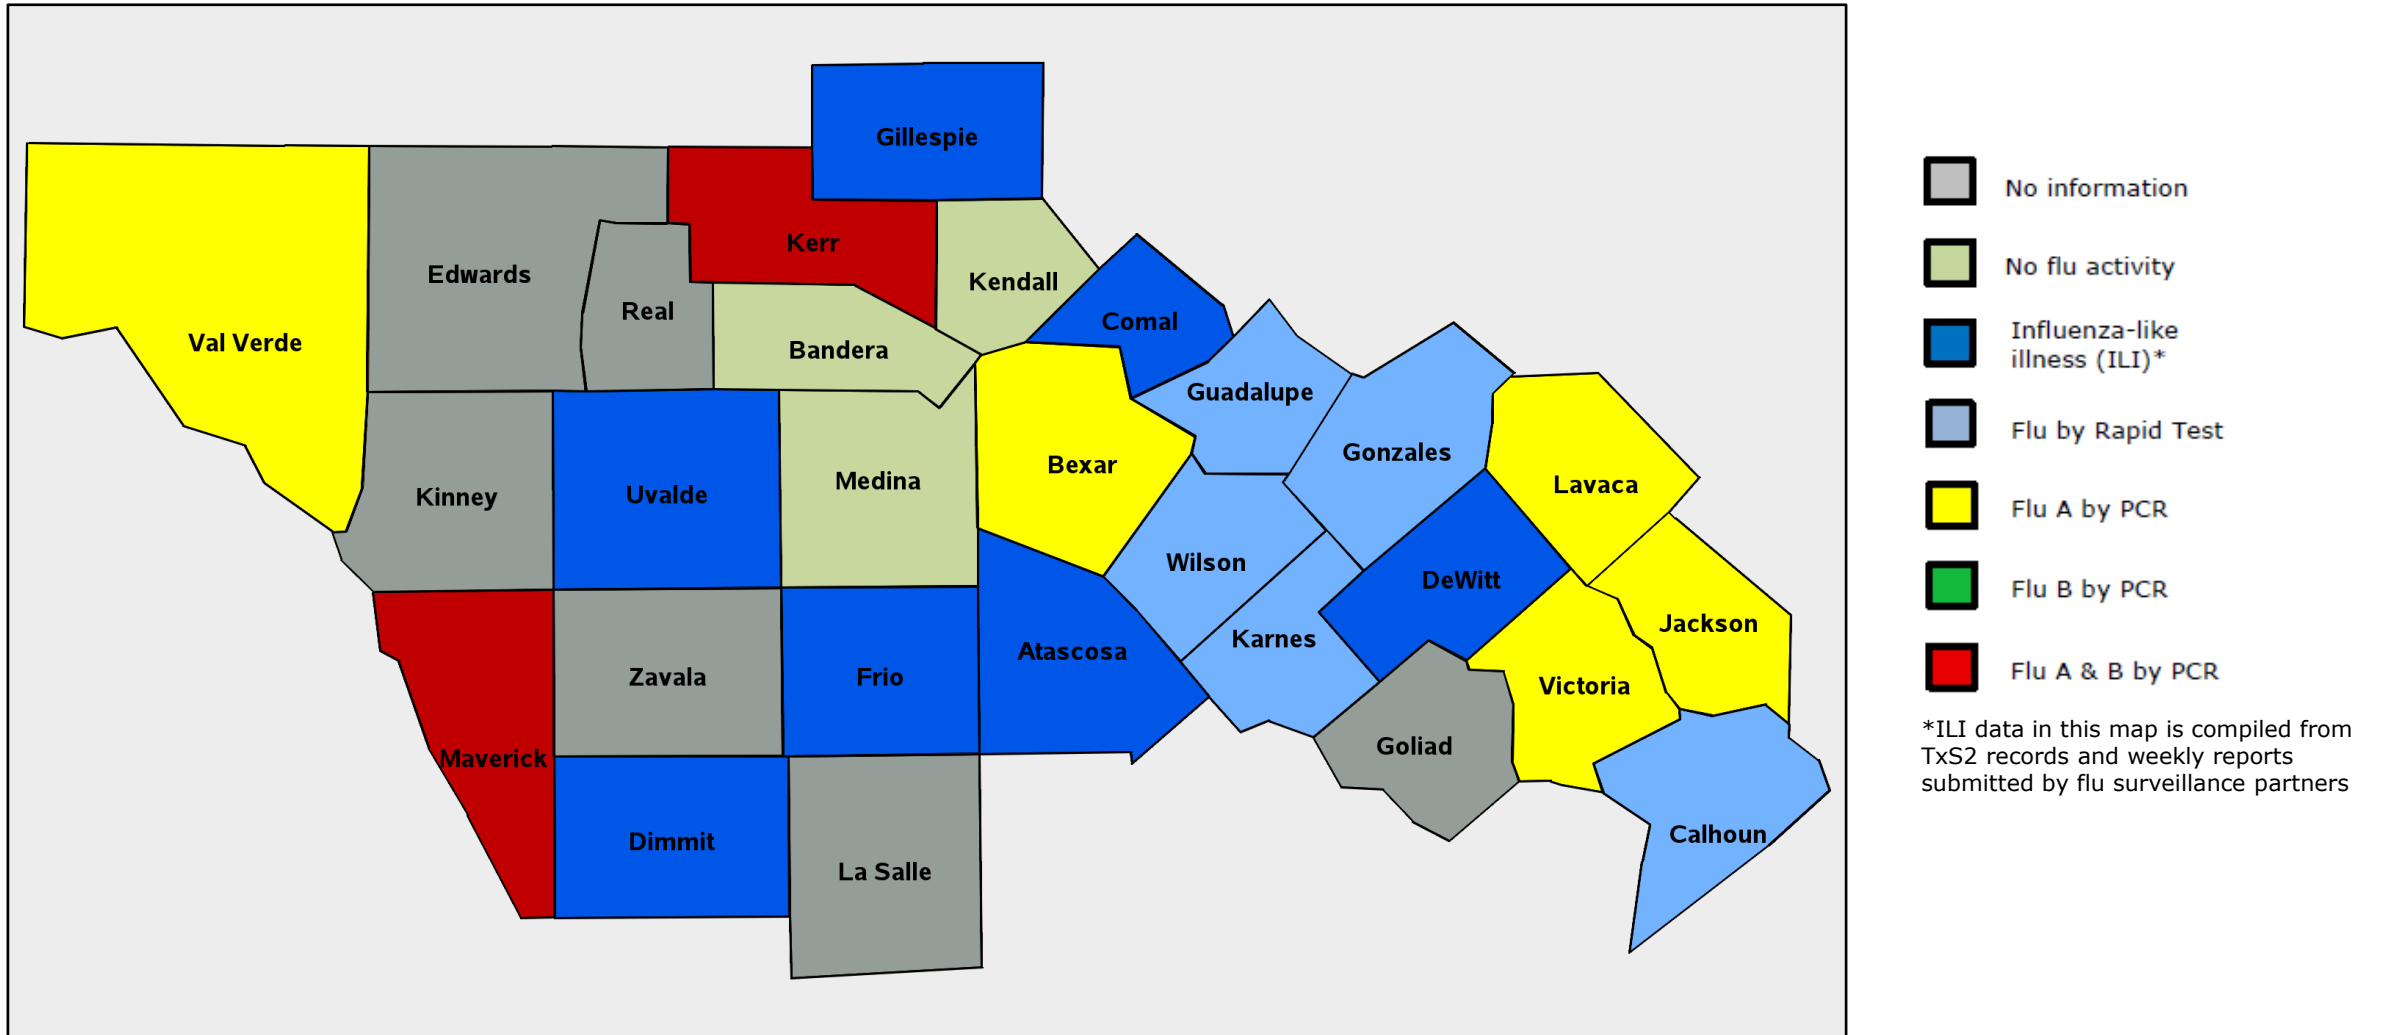 Gillespie
Kerr
Edwards
Kendall
Real
Comal
Val Verde
Bandera
Guadalupe
Gonzales
Bexar
Medina
Lavaca
Uvalde
Kinney
Wilson
DeWitt
Jackson
Karnes
Atascosa
Zavala
Frio
Victoria
Goliad
Maverick
Calhoun
Dimmit
La Salle
No information
No flu activity
Influenza-like
illness (ILI)*
Flu by Rapid Test
Flu A by PCR
Flu B by PCR
Flu A & B by PCR
*ILI data in this map is compiled from
TxS2 records and weekly reports
submitted by flu surveillance partners